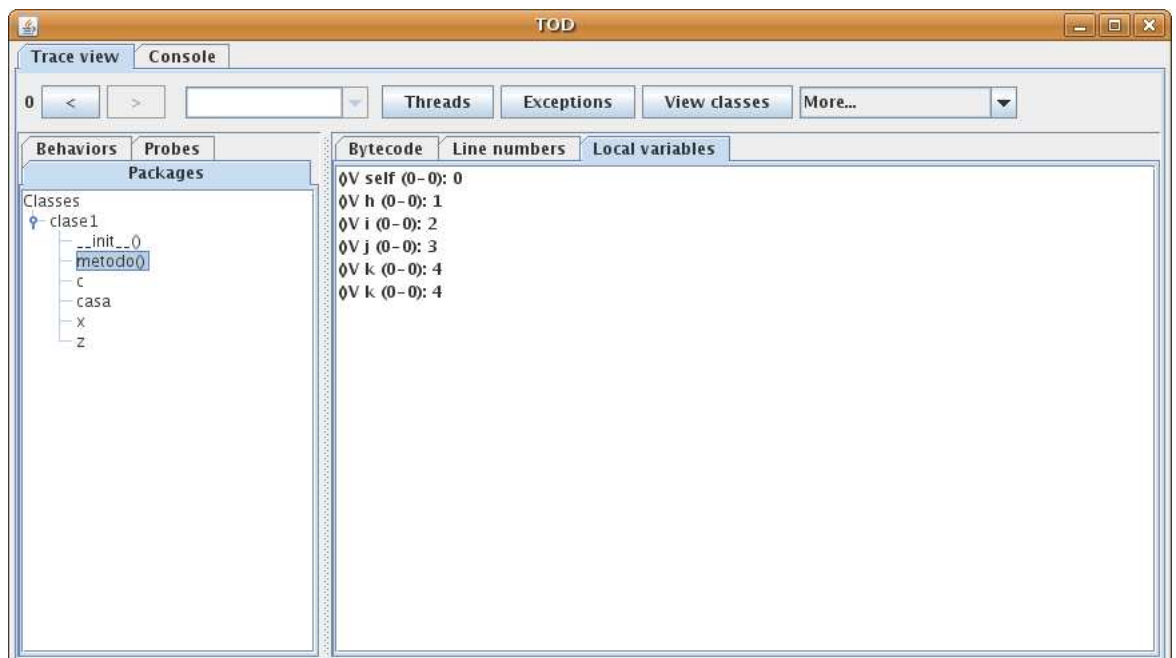 TOD
Trace view Console
0 < > Threads Exceptions View classes More...
Behaviors Probes
Packages
Classes
clase1
__init__()
metodo()
c
casa
x
z
Bytecode Line numbers Local variables
◊V self (0-0): 0
◊V h (0-0): 1
◊V i (0-0): 2
◊V j (0-0): 3
◊V k (0-0): 4
◊V k (0-0): 4